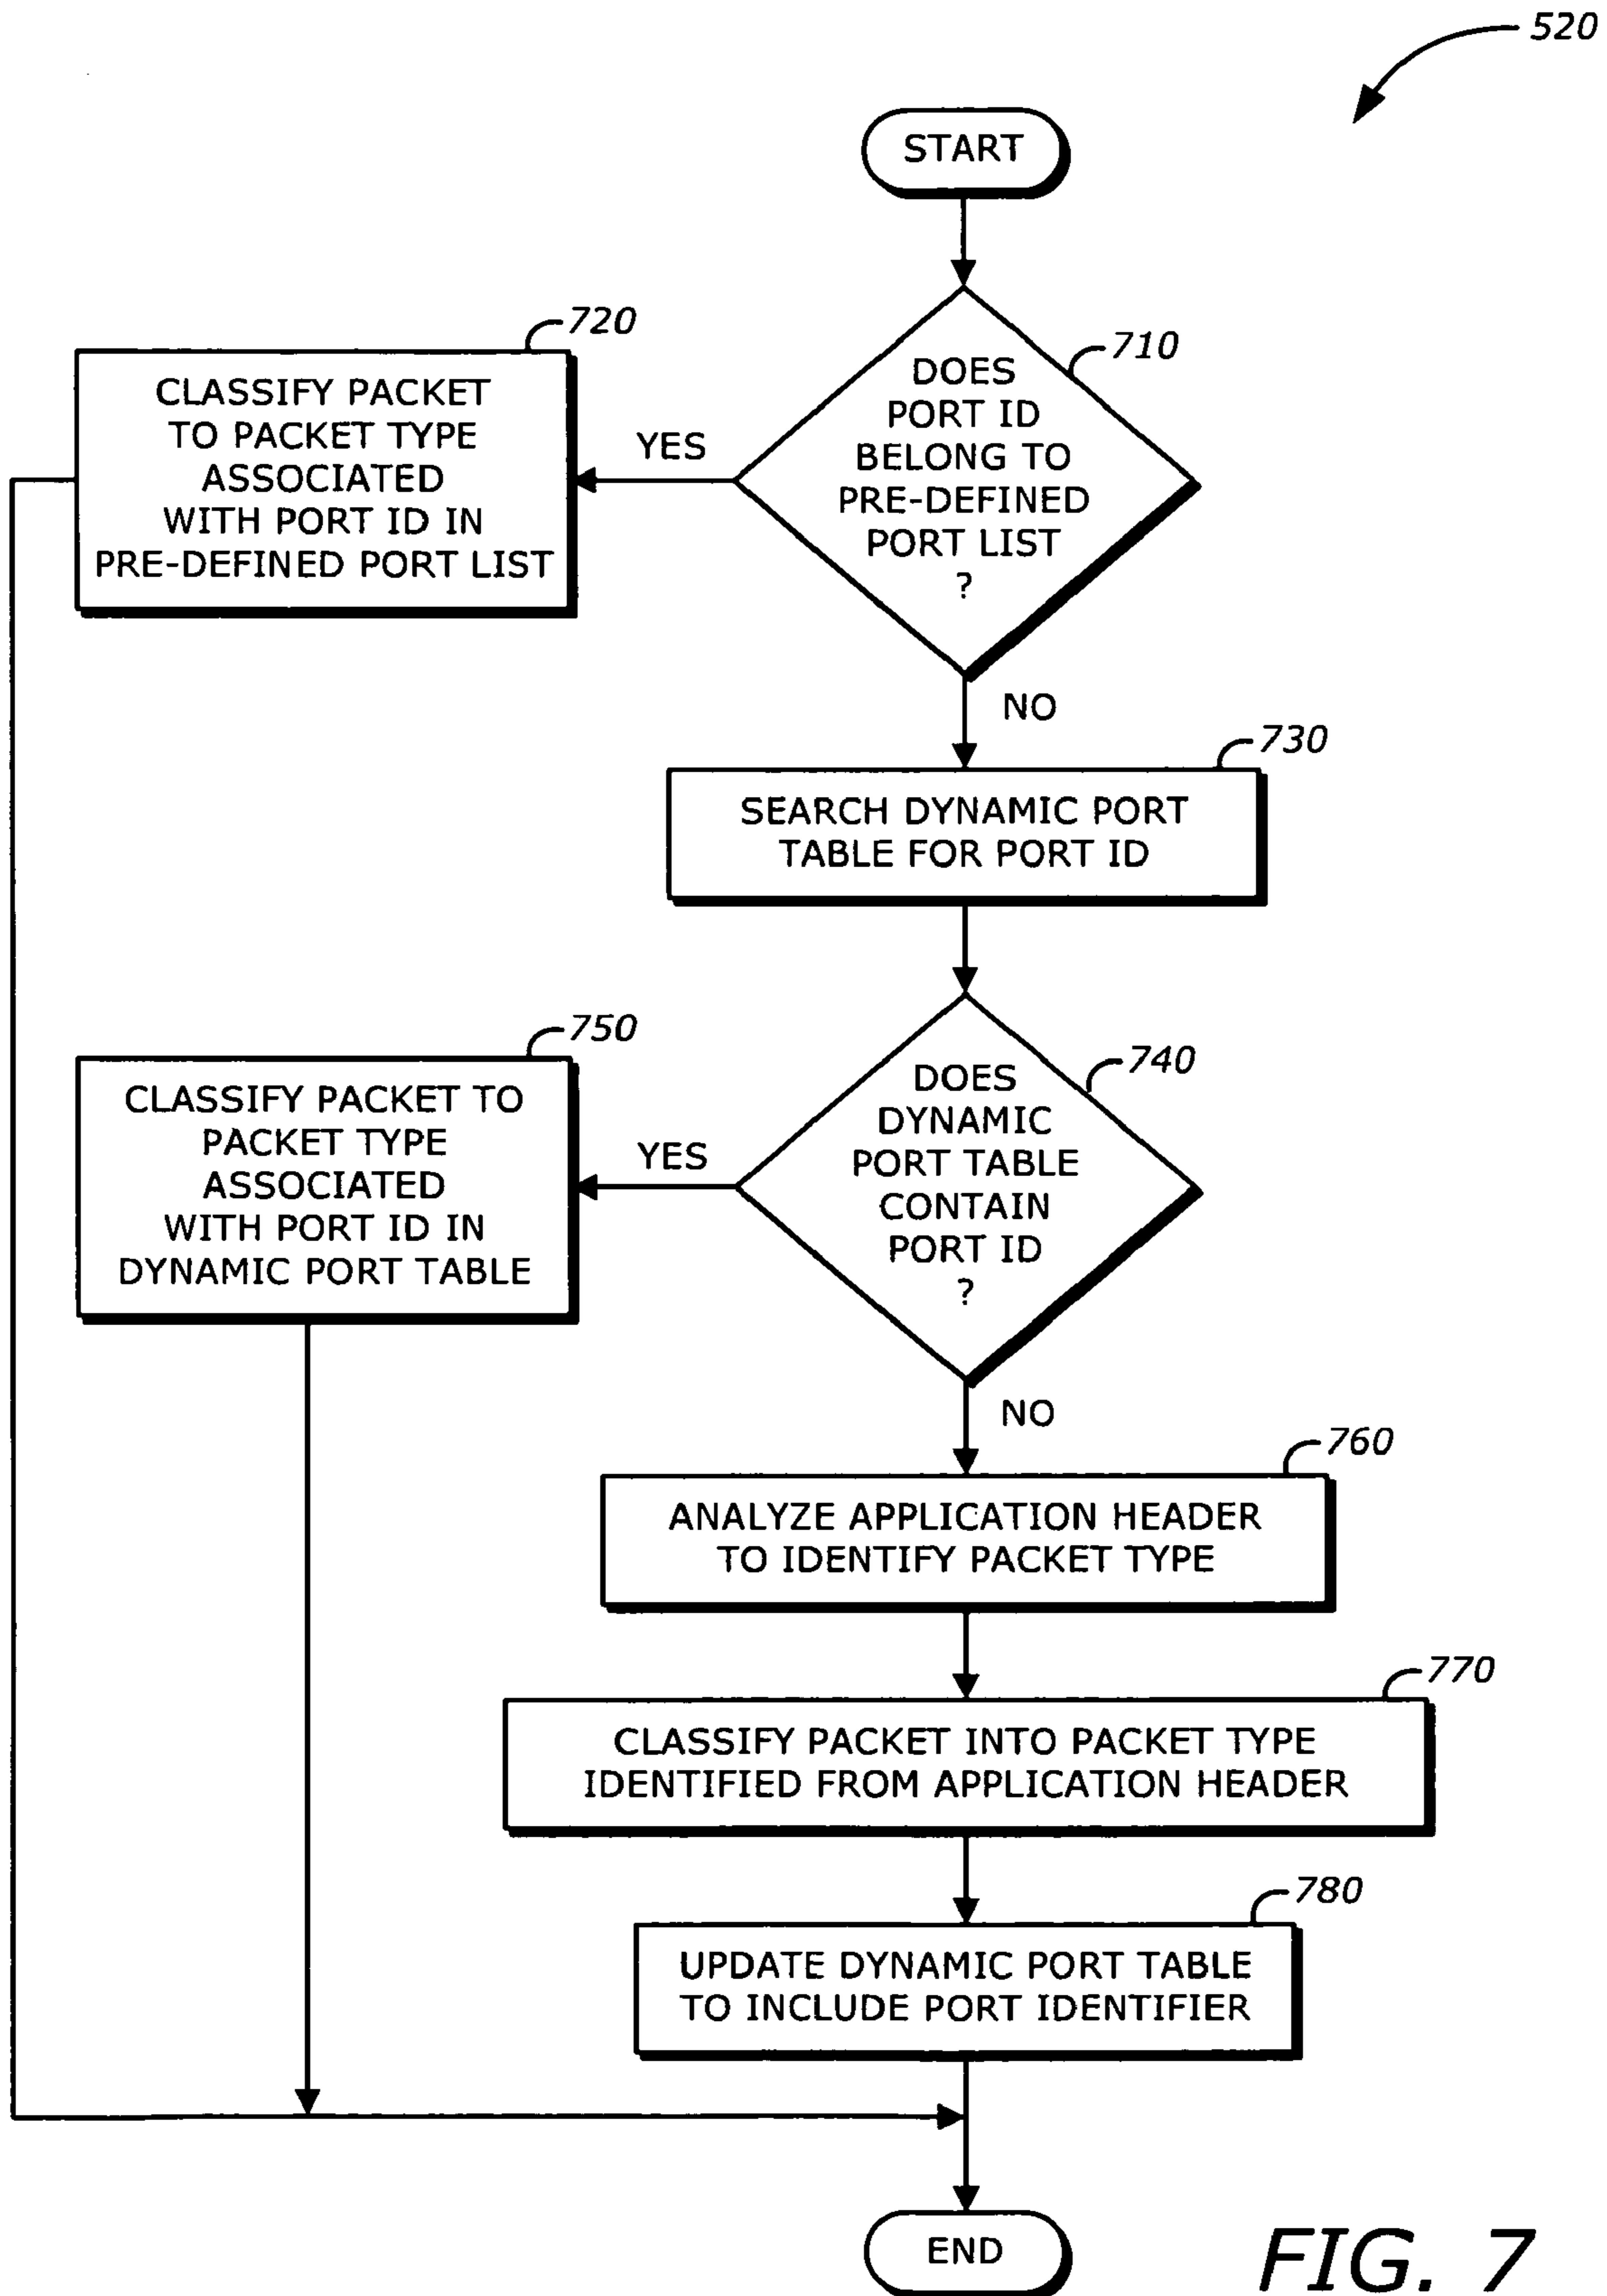 520
START
710
DOES
PORT ID
BELONG TO
PRE-DEFINED
PORT LIST
?
YES
720
CLASSIFY PACKET
TO PACKET TYPE
ASSOCIATED
WITH PORT ID IN
PRE-DEFINED PORT LIST
NO
730
SEARCH DYNAMIC PORT
TABLE FOR PORT ID
740
DOES
DYNAMIC
PORT TABLE
CONTAIN
PORT ID
?
YES
750
CLASSIFY PACKET TO
PACKET TYPE
ASSOCIATED
WITH PORT ID IN
DYNAMIC PORT TABLE
NO
760
ANALYZE APPLICATION HEADER
TO IDENTIFY PACKET TYPE
770
CLASSIFY PACKET INTO PACKET TYPE
IDENTIFIED FROM APPLICATION HEADER
780
UPDATE DYNAMIC PORT TABLE
TO INCLUDE PORT IDENTIFIER
END
FIG. 7